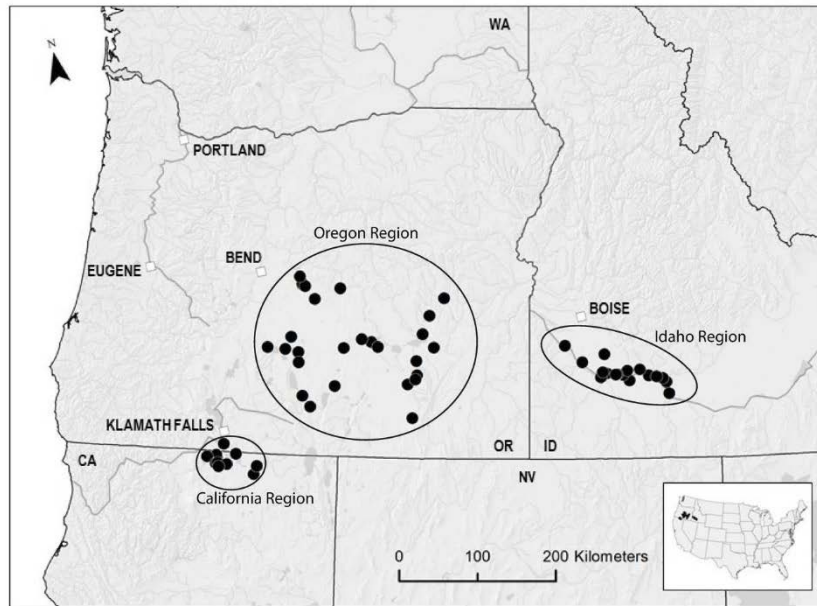 WA
N
PORTLAND
Oregon Region
BEND
EUGENE
BOISE
Idaho Region
KLAMATH FALLS
OR
ID
CA
NV
California Region
0
100
200 Kilometers